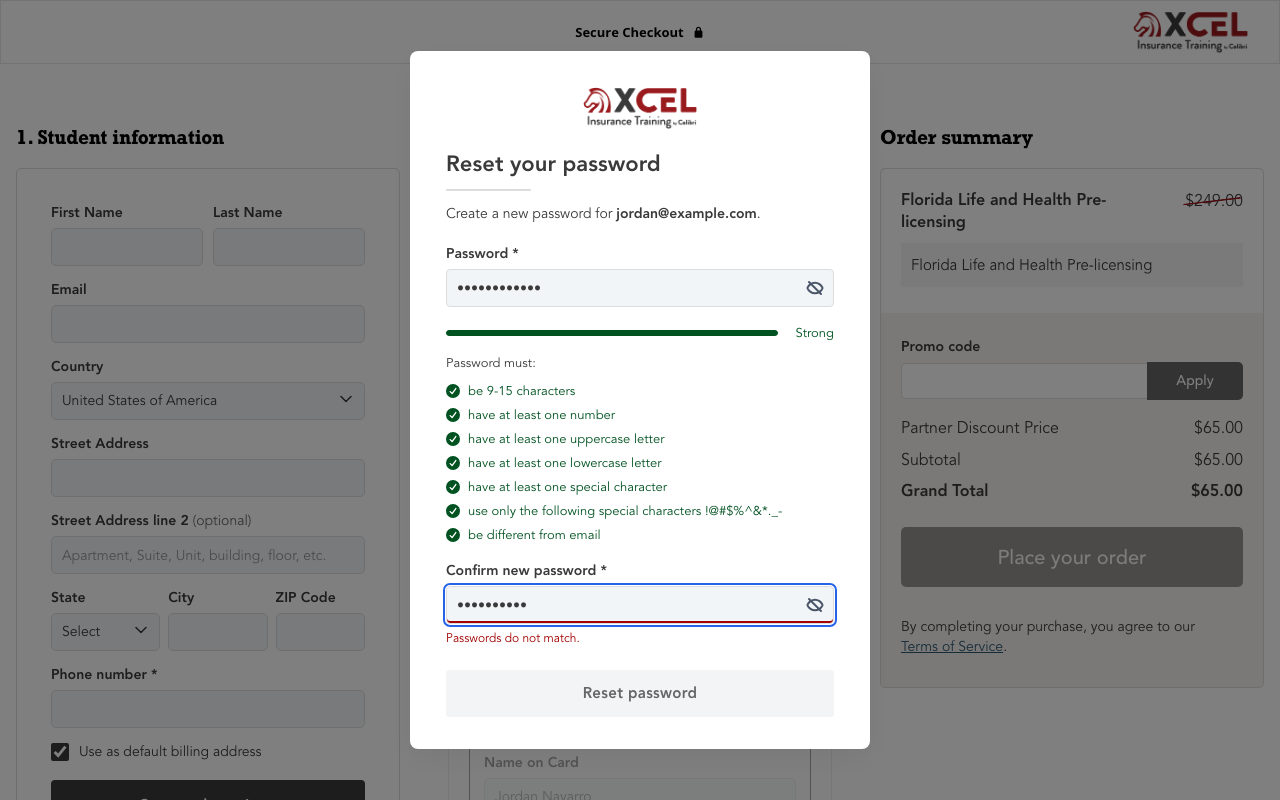 Secure Checkout
XCEL
Insurance Training by Colibri
1. Student information
First Name
Last Name
Email
Country
United States of America
Street Address
Street Address line 2 (optional)
Apartment, Suite, Unit, building, floor, etc.
State
City
ZIP Code
Select
Phone number *
Use as default billing address
XCEL
Insurance Training by Colibri
Reset your password
Create a new password for jordan@example.com.
Password *
••••••••••••
Strong
Password must:
be 9-15 characters
have at least one number
have at least one uppercase letter
have at least one lowercase letter
have at least one special character
use only the following special characters !@#$%^&*._-
be different from email
Confirm new password *
••••••••••
Passwords do not match.
Reset password
Name on Card
Jordan Navarro
Order summary
Florida Life and Health Pre-
licensing
$249.00
Florida Life and Health Pre-licensing
Promo code
Apply
Partner Discount Price
$65.00
Subtotal
$65.00
Grand Total
$65.00
Place your order
By completing your purchase, you agree to our
Terms of Service.